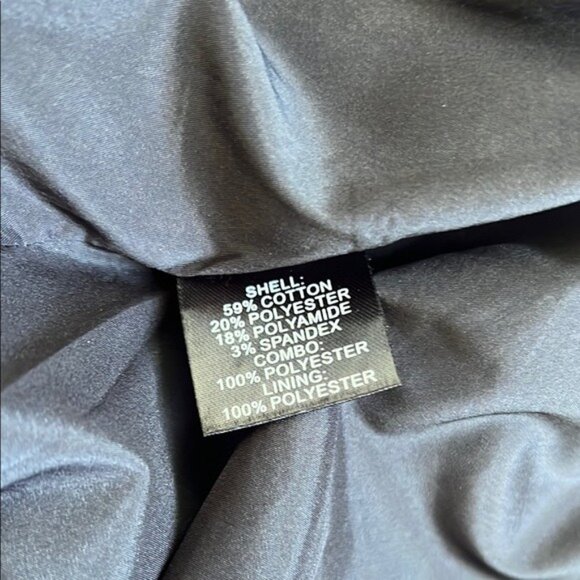 SHELL:
59% COTTON
20% POLYESTER
18% POLYAMIDE
3% SPANDEX
COMBO:
100% POLYESTER
LINING:
100% POLYESTER